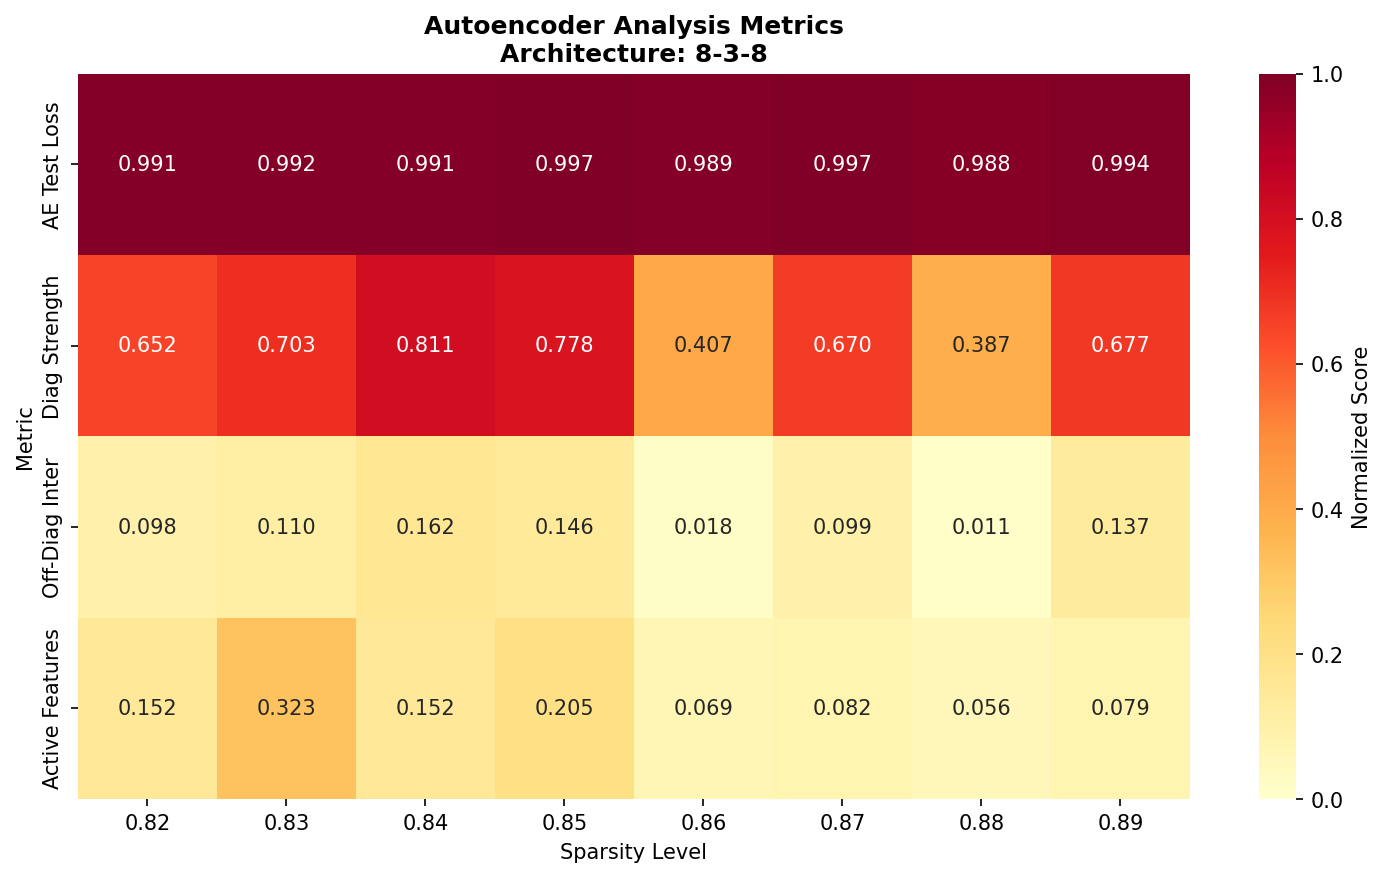 Autoencoder Analysis Metrics
Architecture: 8-3-8
Metric
AE Test Loss
0.991 0.992 0.991 0.997 0.989 0.997 0.988 0.994
Diag Strength
0.652 0.703 0.811 0.778 0.407 0.670 0.387 0.677
Off-Diag Inter
0.098 0.110 0.162 0.146 0.018 0.099 0.011 0.137
Active Features
0.152 0.323 0.152 0.205 0.069 0.082 0.056 0.079
0.82 0.83 0.84 0.85 0.86 0.87 0.88 0.89
Sparsity Level
1.0
0.8
0.6
0.4
0.2
0.0
Normalized Score